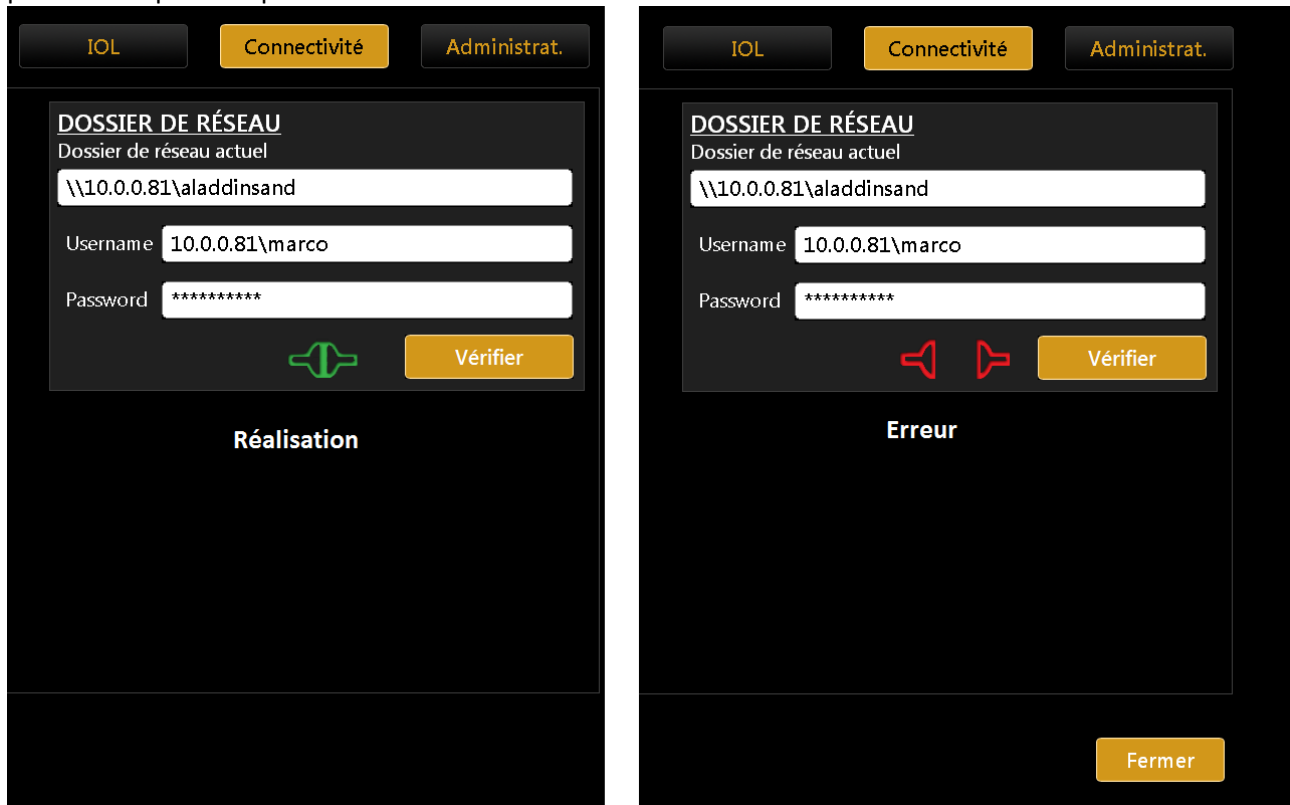 IOL
Connectivité
Administrat.
DOSSIER DE RÉSEAU
Dossier de réseau actuel
\\10.0.0.81\aladdinsand
Username 10.0.0.81\marco
Password **********
Vérifier
Réalisation
IOL
Connectivité
Administrat.
DOSSIER DE RÉSEAU
Dossier de réseau actuel
\\10.0.0.81\aladdinsand
Username 10.0.0.81\marco
Password **********
Vérifier
Erreur
Fermer